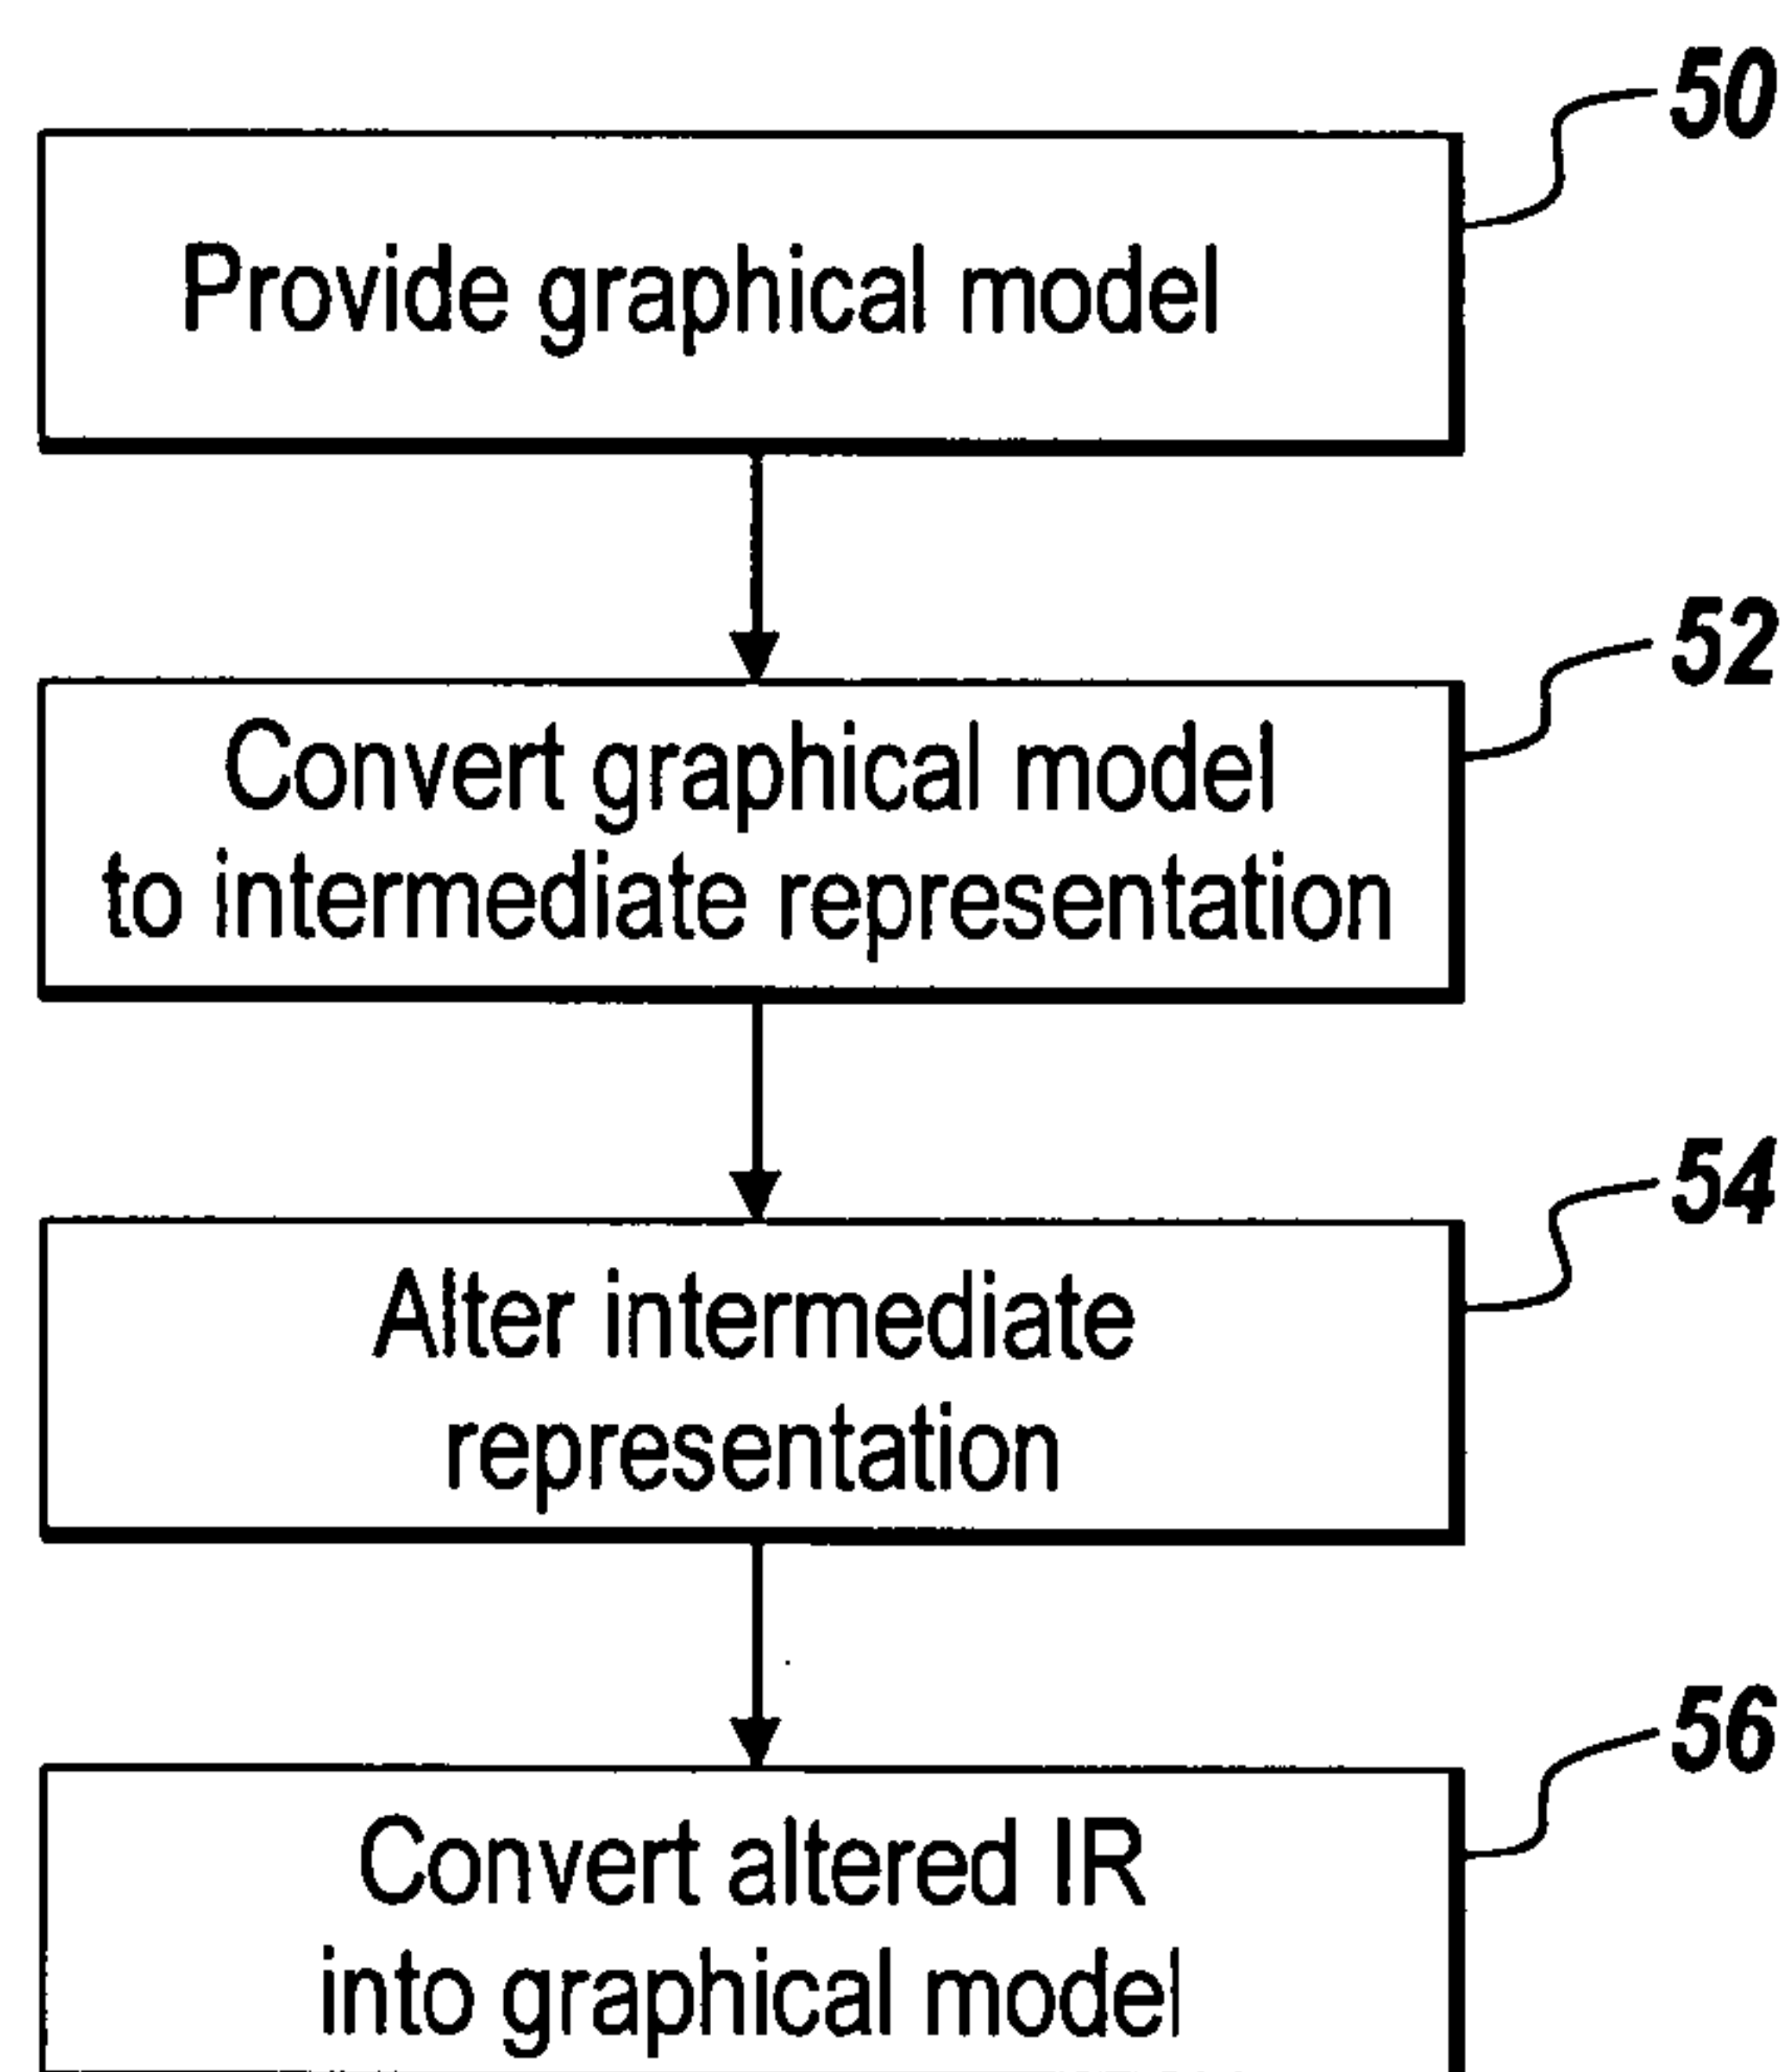 50
Provide graphical model
52
Convert graphical model
to intermediate representation
54
Alter intermediate
representation
56
Convert altered IR
into graphical model